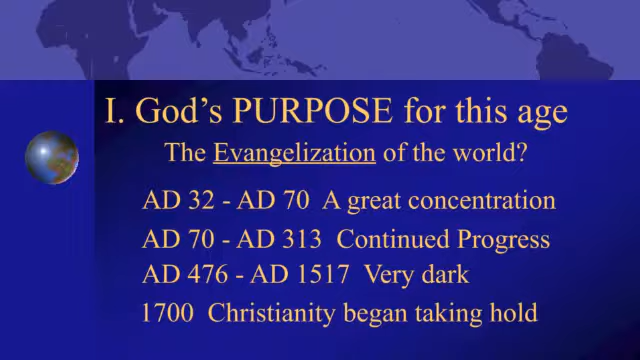 I. God's PURPOSE for this age
The Evangelization of the world?
AD 32 - AD 70 A great concentration
AD 70 - AD 313 Continued Progress
AD 476 - AD 1517 Very dark
1700 Christianity began taking hold